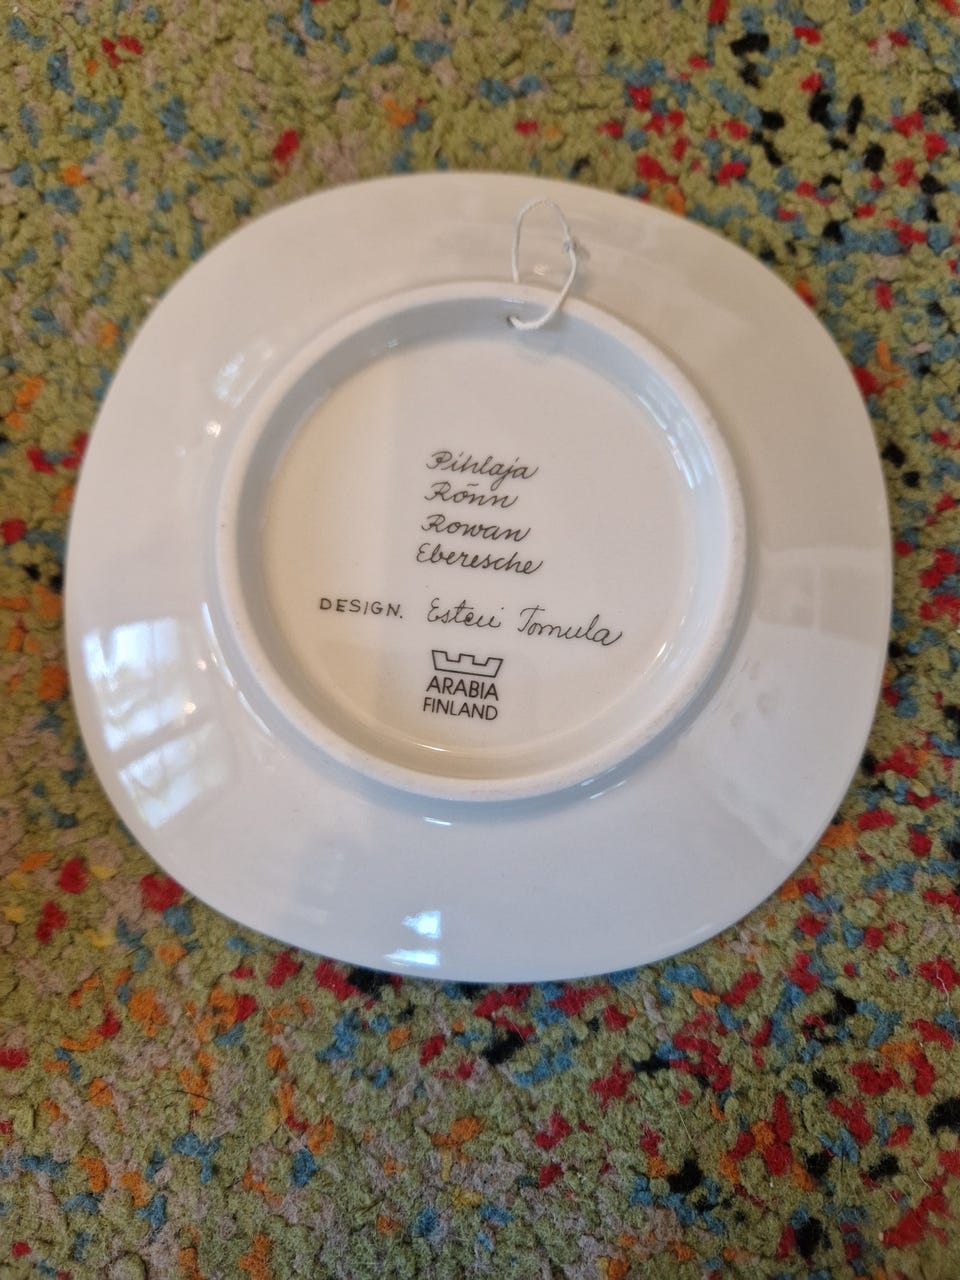 Pihlaja
Rönn
Rowan
Eberesche
DESIGN. Esteri Tomula
ARABIA
FINLAND